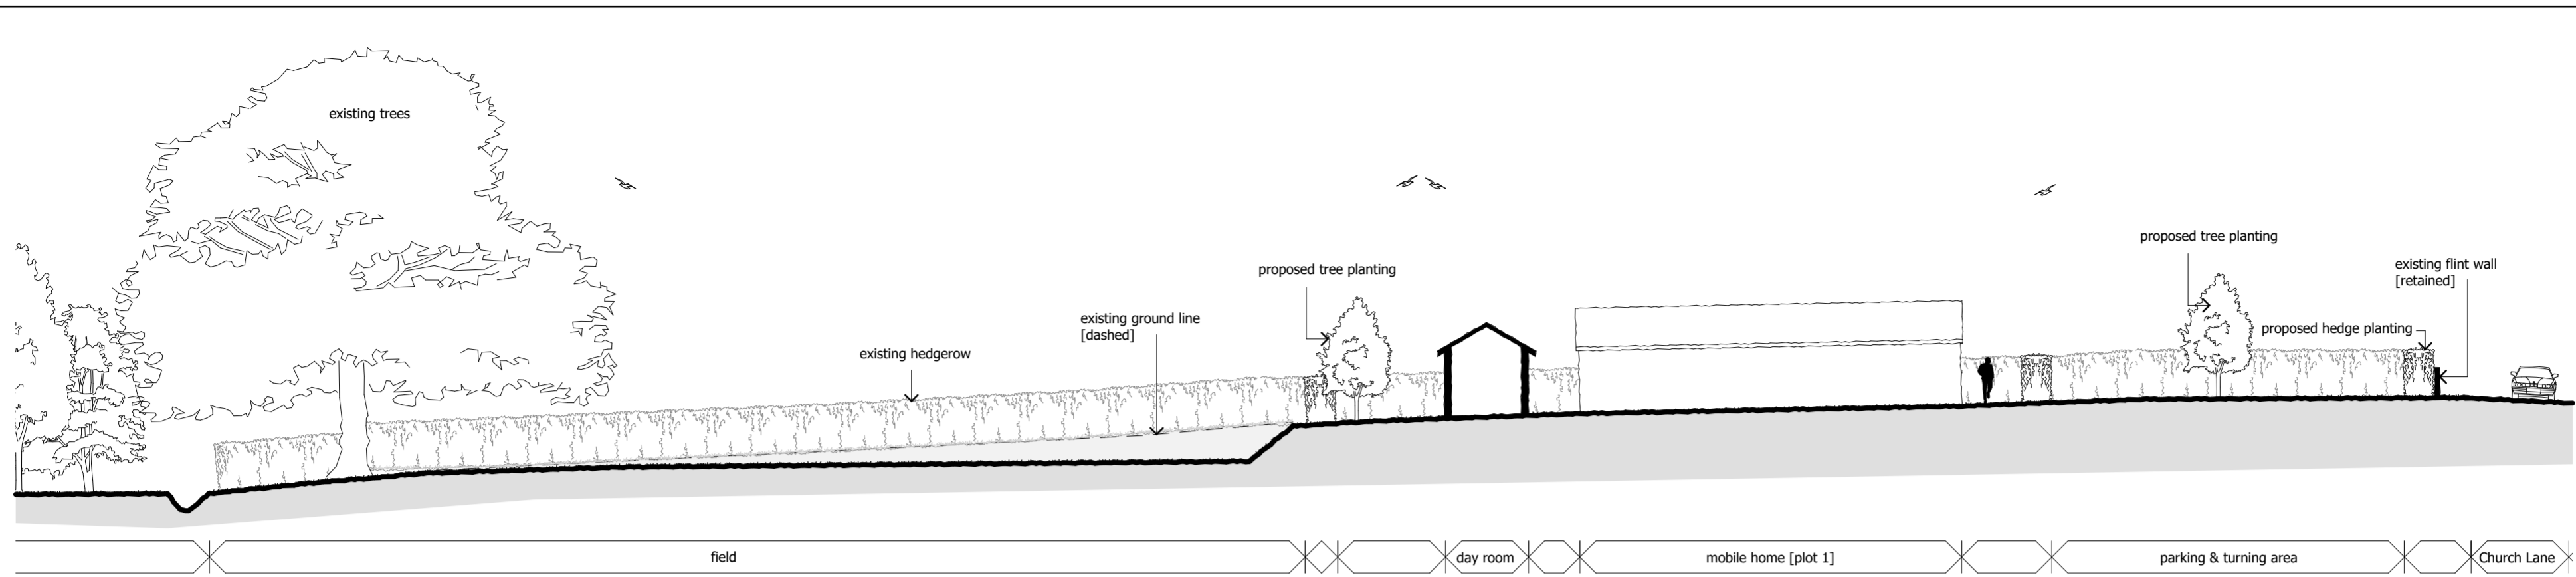 existing trees
proposed tree planting
existing flint wall
[retained]
proposed tree planting
existing ground line
[dashed]
proposed hedge planting
existing hedgerow
field
day room
mobile home [plot 1]
parking & turning area
Church Lane